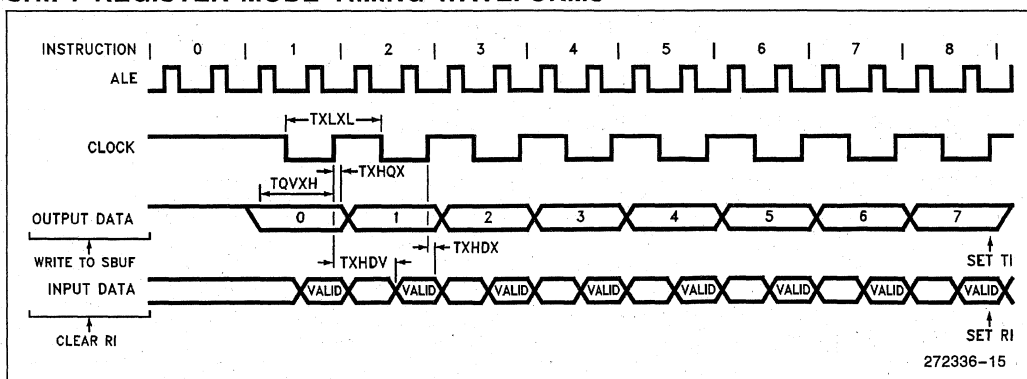 SHIFT REGISTER MODE TIMING WAVEFORMS
INSTRUCTION | 0 | 1 | 2 | 3 | 4 | 5 | 6 | 7 | 8 |
ALE
TXLXL
CLOCK
TQVXH
TXHQX
OUTPUT DATA 0 1 2 3 4 5 6 7
WRITE TO SBUF
TXHDV
TXHDX
SET TI
INPUT DATA VALID VALID VALID VALID VALID VALID VALID VALID
CLEAR RI
SET RI
272336-15